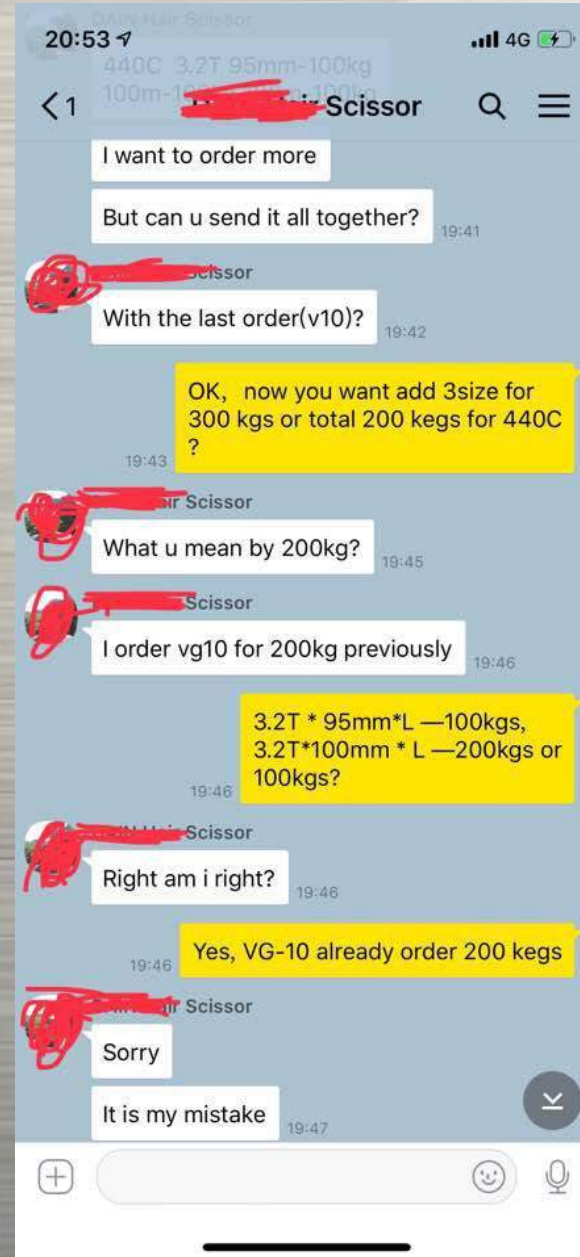 20:53
4G
440C 3.2T 95mm-100kg
1
Scissor
I want to order more
But can u send it all together?
19:41
Scissor
With the last order(v10)?
19:42
OK, now you want add 3size for
300 kgs or total 200 kegs for 440C
?
19:43
Scissor
What u mean by 200kg?
19:45
Scissor
I order vg10 for 200kg previously
19:46
3.2T * 95mm*L —100kgs,
3.2T*100mm * L —200kgs or
100kgs?
19:46
Scissor
Right am i right?
19:46
Yes, VG-10 already order 200 kegs
19:46
Scissor
Sorry
It is my mistake
19:47